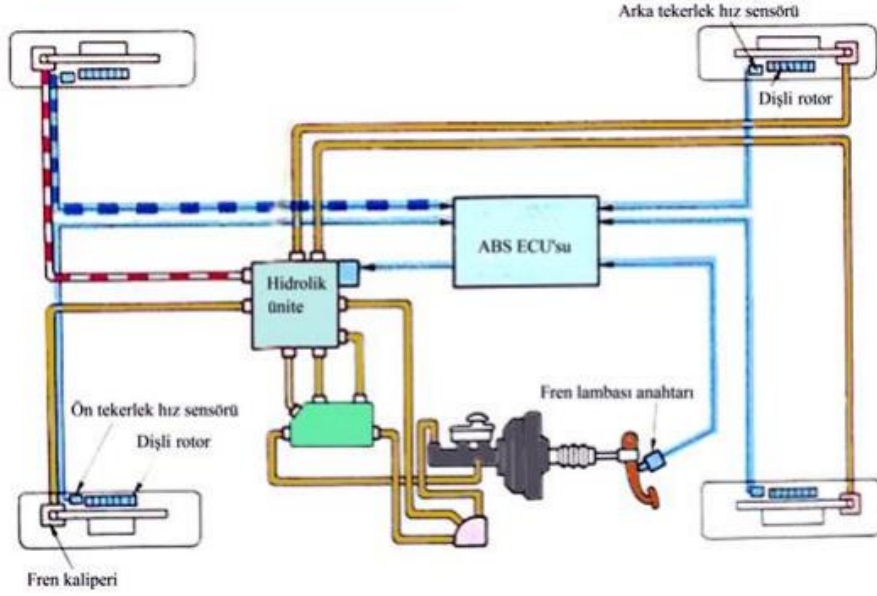 Arka tekerlek hız sensörü
Dişli rotor
ABS ECU'su
Hidrolik
ünite
Fren lambası anahtarı
Ön tekerlek hız sensörü
Dişli rotor
Fren kaliperi